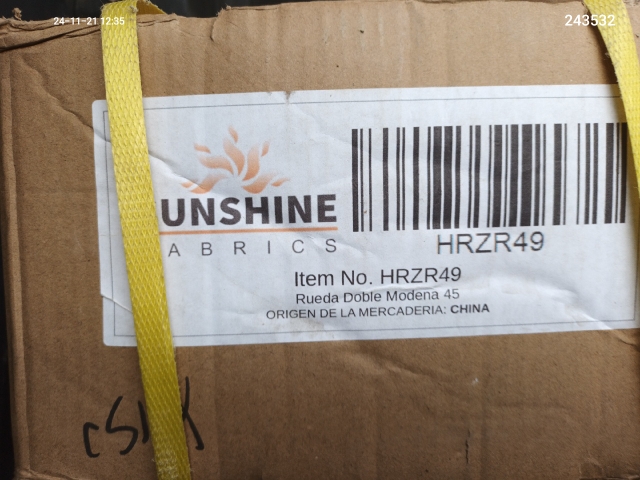 24-11-21 12:35
243532
UNSHINE
ABRICS
HRZR49
Item No. HRZR49
Rueda Doble Modena 45
ORIGEN DE LA MERCADERIA: CHINA